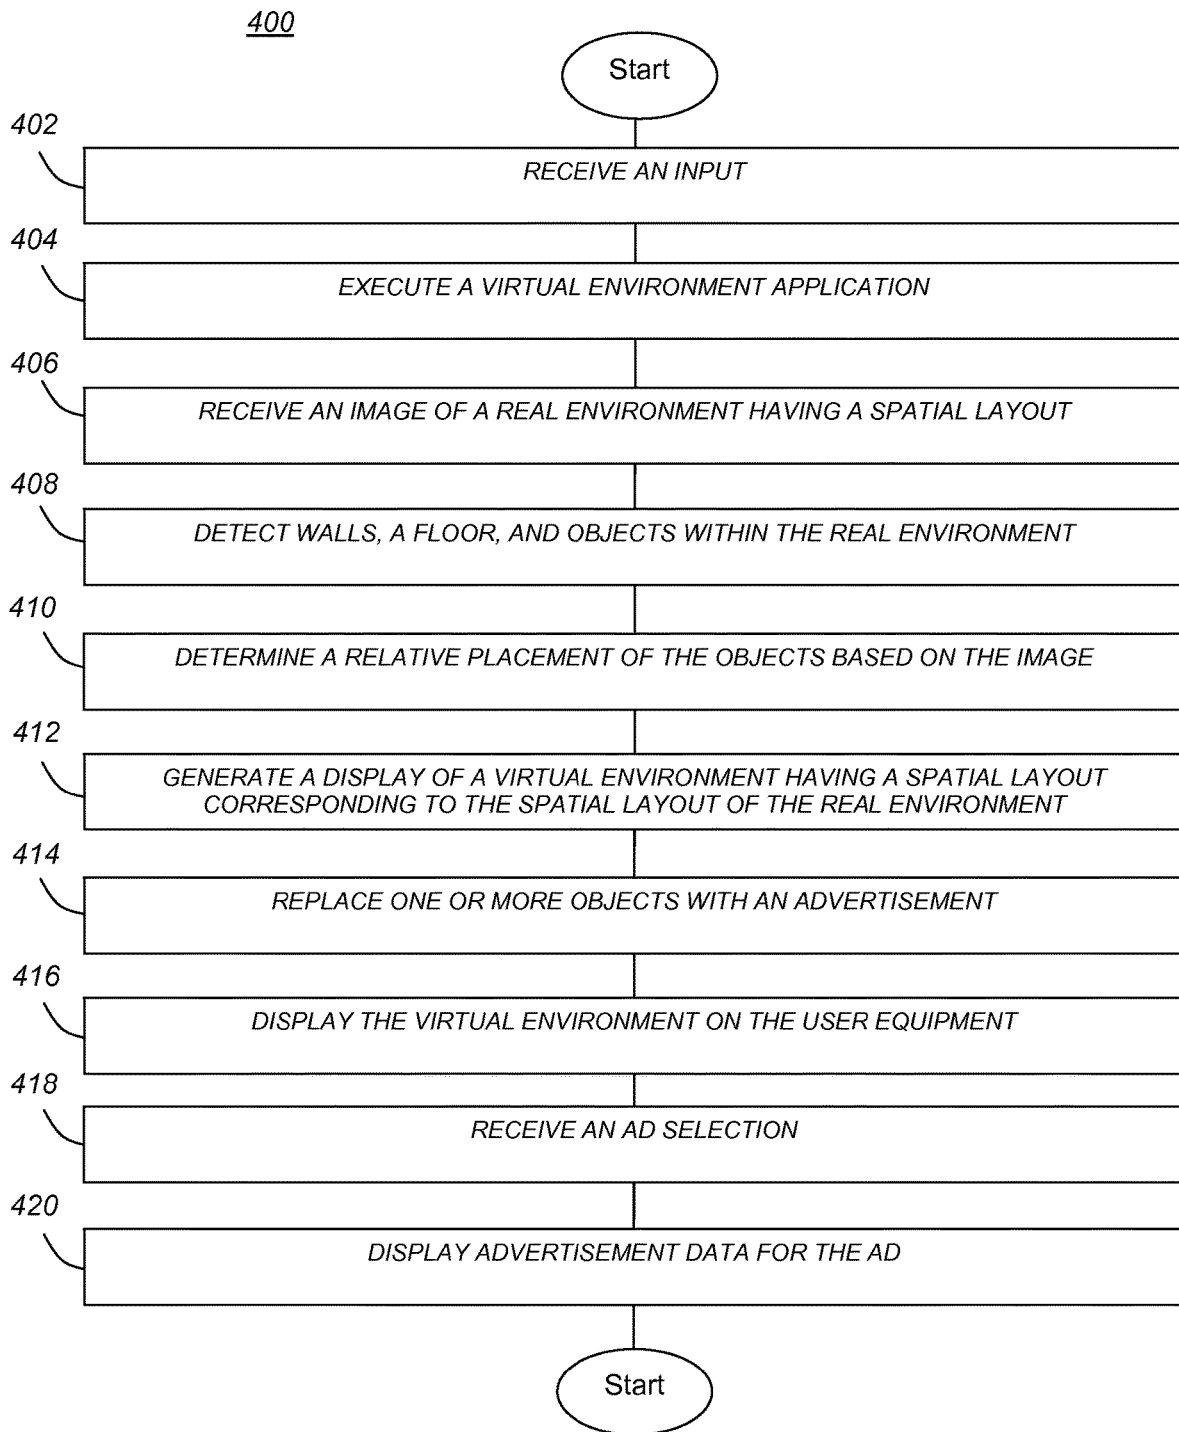 400
Start
402
RECEIVE AN INPUT
404
EXECUTE A VIRTUAL ENVIRONMENT APPLICATION
406
RECEIVE AN IMAGE OF A REAL ENVIRONMENT HAVING A SPATIAL LAYOUT
408
DETECT WALLS, A FLOOR, AND OBJECTS WITHIN THE REAL ENVIRONMENT
410
DETERMINE A RELATIVE PLACEMENT OF THE OBJECTS BASED ON THE IMAGE
412
GENERATE A DISPLAY OF A VIRTUAL ENVIRONMENT HAVING A SPATIAL LAYOUT
CORRESPONDING TO THE SPATIAL LAYOUT OF THE REAL ENVIRONMENT
414
REPLACE ONE OR MORE OBJECTS WITH AN ADVERTISEMENT
416
DISPLAY THE VIRTUAL ENVIRONMENT ON THE USER EQUIPMENT
418
RECEIVE AN AD SELECTION
420
DISPLAY ADVERTISEMENT DATA FOR THE AD
Start